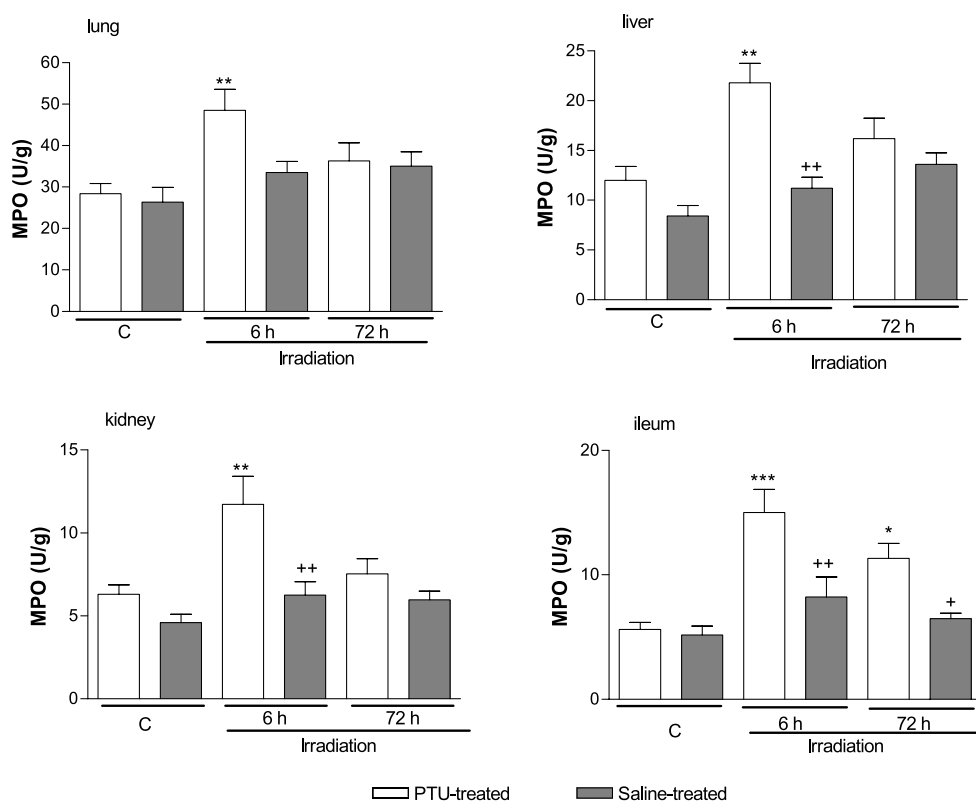 lung
60
50
40
30
20
10
0
MPO (U/g)
**
C
6 h
72 h
Irradiation
liver
25
20
15
10
5
0
MPO (U/g)
**
++
C
6 h
72 h
Irradiation
kidney
15
10
5
0
MPO (U/g)
**
++
C
6 h
72 h
Irradiation
ileum
20
10
0
MPO (U/g)
***
++
*
+
C
6 h
72 h
Irradiation
PTU-treated
Saline-treated